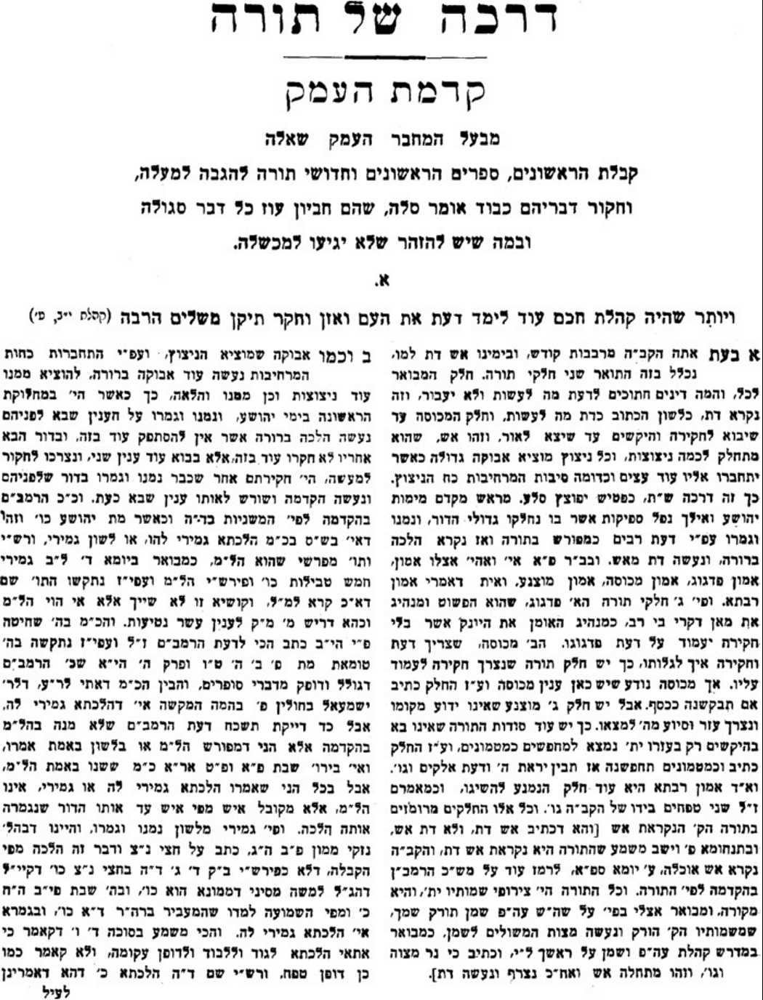 דרכה של תורה
קדמת העמק
מבעל המחבר העמק שאלה
קבלת הראשונים, ספרים הראשונים וחדושי תורה להגבה למעלה,
וחקור דבריהם כבוד אומר סלה, שהם חביון עוז כל דבר סגולה
ובמה שיש להזהר שלא יגיעו למכשלה.
א.
ויותר שהיה קהלת חכם עוד לימד דעת את העם ואזן וחקר תיקן משלים הרבה (קהלת י״ב, ט׳)
א בעת אתה הקב״ה מרבבות קודש, ובימינו אש דת למו,
נכלל בזה התואר שני חלקי תורה. חלק המבואר
לכל, והמה דינים חתוכים לדעת מה לעשות ולא יעבור, וזה
נקרא דת, כלשון הכתוב כדת מה לעשות, וחלק המכוסה עד
שיבוא לחקירה והיקשים עד שיצא לאור, וזהו אש, שהוא
מתחלק לכמה ניצוצות, וכל ניצוץ מוציא אבוקה גדולה כאשר
יתחברו אליו עוד עצים וכדומה סיבות המרחיבות כח הניצוץ.
כך זה דרכה ש״ת, כפטיש יפוצץ סלע. מראש מקדם מימות
יהושע ואילך נפל ספיקות אשר בו נחלקו גדולי הדור, ונמנו
וגמרו עפ״י דעת רבים כמפורש בתורה ואז נקרא הלכה
ברורה, ונעשה דת מאש. ובב״ר פ״א אי׳ ואהי׳ אצלו אמון,
אמון פדגוג, אמון מכוסה, אמון מוצנע, ואית דאמרי אמון
רבתא. ופי׳ ג׳ חלקי תורה הא׳ פדגוג, שהוא הפשוט ומנהיג
את מאן דקרי בי רב, כמנהיג האומן את היונק אשר בלי
חקירה יעמוד על דעת פדגוגו. הב׳ מכוסה, שצריך דעת
וחקירה איך לגלותו, כך יש חלק תורה שנצרך חקירה לעמוד
עליו. אך מכוסה נודע שיש כאן ענין מכוסה וע״ז החלק כתיב
אם תבקשנה ככסף. אבל יש חלק ג׳ מוצנע שאינו ידוע מקומו
ונצרך עזר וסיוע מה׳ למצאו. כך יש עוד סודות התורה שאינו בא
בהיקשים רק בעזרו ית׳ נמצא למחפשים כמטמונים, וע״ז החלק
כתיב וכמטמונים תחפשנה אז תבין יראת ה׳ ודעת אלקים וגו׳.
וא״ד אמון רבתא היא עוד חלק הנמנע להשיגו, וכמאמרם
ז״ל שני טפחים בידו של הקב״ה גו׳. וכל אלו החלקים מרומזים
בתורה הק׳ הנקראת אש [והא דכתיב אש דת, ולא דת אש,
ובתנחומא פ׳ וישב משמע שהתורה היא נקראת אש דת, והקב״ה
נקרא אש אוכלה, ע׳ יומא ספ״א, לרמז עוד על מש״כ הרמב״ן
בהקדמה לפי׳ התורה. וכל התורה הי׳ צירופי שמותיו ית׳, והיא
מקורה, ומבואר אצלי בפי׳ על שה״ש עה״פ שמן תורק שמך,
שמשמותיו הק׳ הורק ונעשה מצות המשולים לשמן, כמבואר
במדרש קהלת עה״פ ושמן על ראשך ל״י, וכתיב כי נר מצוה
וגו׳, וזהו מתחלה אש ואח״כ נצרף ונעשה דת].
ב וכמו אבוקה שמוציא הניצוץ, ועפ״י התחברות כחות
המרחיבות נעשה עוד אבוקה ברורה, להוציא ממנו
עוד ניצוצות וכן ממנו והלאה, כך כאשר הי׳ במחלוקת
הראשונה בימי יהושע, ונמנו וגמרו על הענין שבא לפניהם
נעשה הלכה ברורה אשר אין להסתפק עוד בזה, ובדור הבא
אחריו לא חקרו עוד בזה, אלא בבוא עוד ענין שני, ונצרכו לחקור
למעשה, הי׳ חקירתם אחר שכבר נמנו וגמרו בדור שלפניהם
ונעשה הקדמה ושורש לאותו ענין שבא כעת. וכ״כ הרמב״ם
בהקדמה לפי׳ המשניות בד״ה וכאשר מת יהושע כו׳ וזהו
דאי׳ בש״ס בכ״מ הלכתא גמירי להו, או לשון גמירי, ורש״י
ותו׳ מפרשי שהוא הל״מ, כמבואר ביומא ד׳ ל״ב גמירי
חמש טבילות כו׳ ופירש״י הל״מ ועפי״ז נתקשו התו׳ שם
דא״כ קרא למ״ל, וקושיא זו לא שייך אלא אי הוי הל״מ
וכהא דריש מ׳ מ״ק לענין עשר נטיעות. והכ״מ בה׳ שחיטה
פ״י הי״ב כתב הכי לדעת הרמב״ם ז״ל ועפי״ז נתקשה בה׳
טומאת מת פ׳ ב׳ ה׳ ט״ו ופרק ה׳ הי״א שכ׳ הרמב״ם
דגולל ודופק מדברי סופרים, והבין הכ״מ דאתי לר״ע, דלר׳
ישמעאל בחולין פ׳ בהמה המקשה אי׳ דהלכתא גמירי לה,
אבל כד דייקת תשכח דעת הרמב״ם שלא מנה בהל״מ
בהקדמה אלא הני דמפורש הל״מ או בלשון באמת אמרו,
ואי׳ בירו׳ שבת פ״א ופ״ט אר״א כ״מ ששנו באמת הל״מ,
אבל בכל הני שאמרו הלכתא גמירי לה או גמירי, אינו
הל״מ, אלא מקובל איש מפי איש עד אותו הדור שנגמרה
אותה הלכה. ופי׳ גמירי מלשון נמנו וגמרו, והיינו דבהל׳
נזקי ממון פ״ב ה״ג, כתב על חצי נ״צ ודבר זה הלכה מפי
הקבלה, דלא כפירש״י ב״ק ד׳ ג׳ ד״ה בחצי נ״צ כו׳ דקיי״ל
דהג״ל למשה מסיני דממונא הוא כו׳, ובה׳ שבת פי״ב ה״ח
כ׳ ומפי השמועה למדו שהמעביר ברה״ר ד״א כו׳, ובגמרא
אי׳ הלכתא גמירי לה. והכי משמע בסוכה ד׳ ו׳ דקאמר כי
אתאי הלכתא לגוד וללבוד ולדופן עקומה, ולא קאמר כמו
כן דופן טפח, ורש״י שם ד״ה הלכתא כ׳ דהא דאמרינן
לעיל